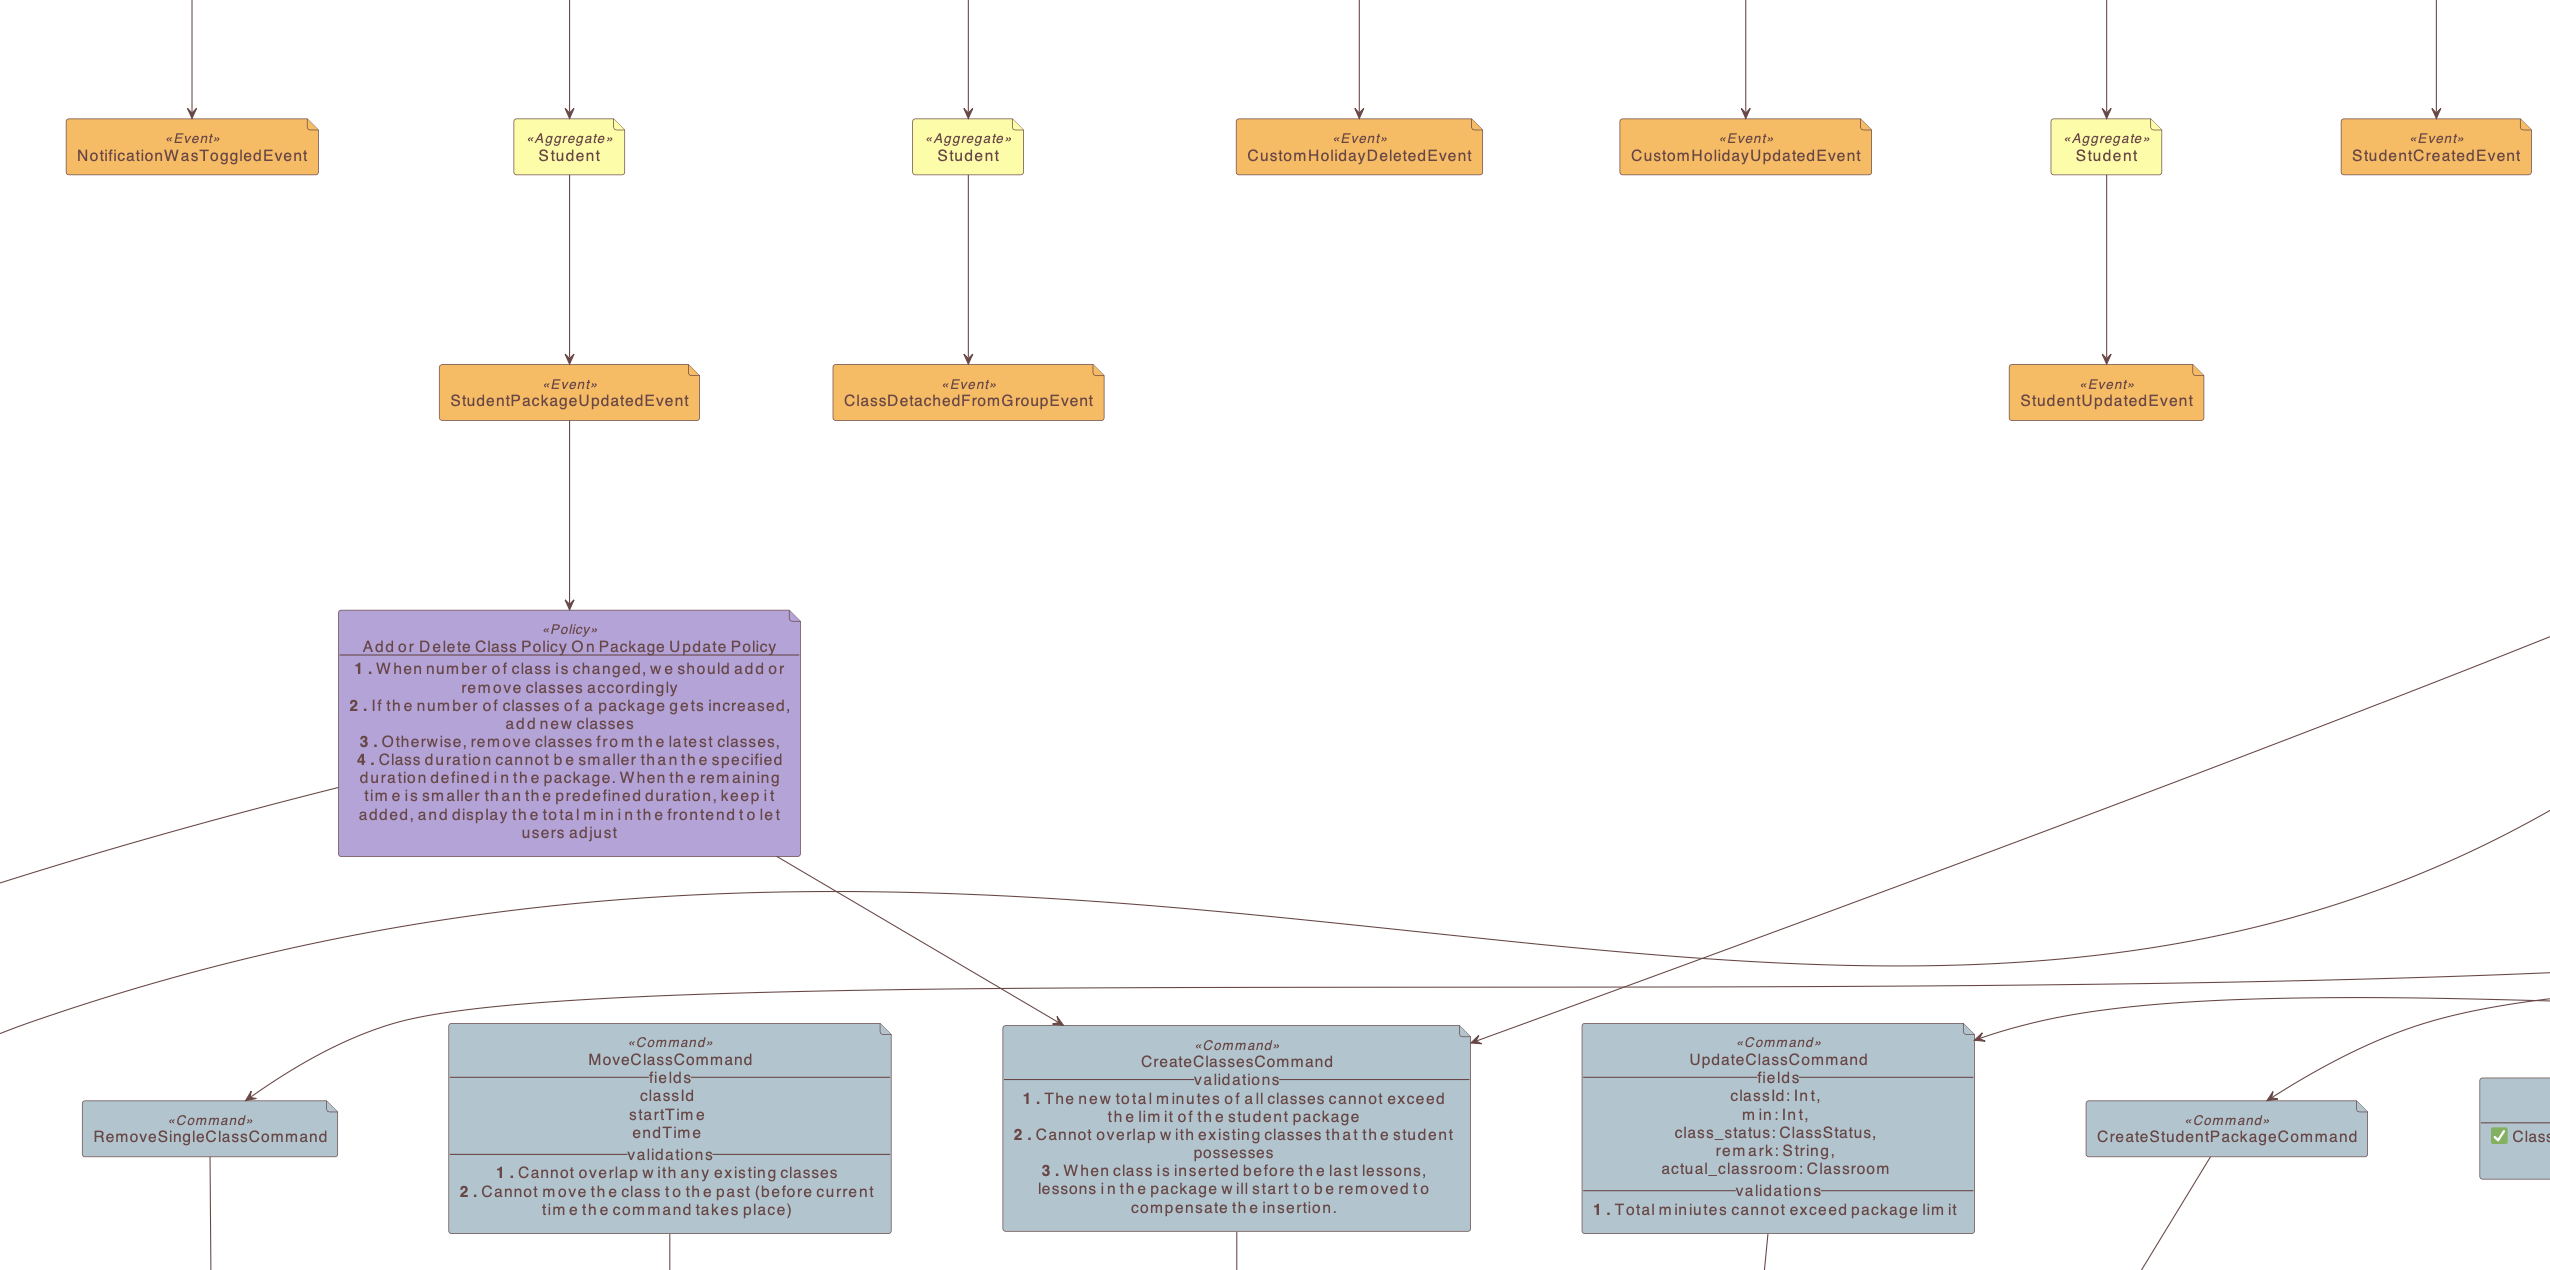 «Event»
NotificationWasToggledEvent
«Aggregate»
Student
«Aggregate»
Student
«Event»
CustomHolidayDeletedEvent
«Event»
CustomHolidayUpdatedEvent
«Aggregate»
Student
«Event»
StudentCreatedEvent
«Event»
StudentPackageUpdatedEvent
«Event»
ClassDetachedFromGroupEvent
«Event»
StudentUpdatedEvent
«Policy»
Add or Delete Class Policy On Package Update Policy
1. When number of class is changed, we should add or
remove classes accordingly
2. If the number of classes of a package gets increased,
add new classes
3. Otherwise, remove classes from the latest classes,
4. Class duration cannot be smaller than the specified
duration defined in the package. When the remaining
time is smaller than the predefined duration, keep it
added, and display the total min in the frontend to let
users adjust
«Command»
RemoveSingleClassCommand
«Command»
MoveClassCommand
fields
classId
startTime
endTime
validations
1. Cannot overlap with any existing classes
2. Cannot move the class to the past (before current
time the command takes place)
«Command»
CreateClassesCommand
validations
1. The new total minutes of all classes cannot exceed
the limit of the student package
2. Cannot overlap with existing classes that the student
possesses
3. When class is inserted before the last lessons,
lessons in the package will start to be removed to
compensate the insertion.
«Command»
UpdateClassCommand
fields
classId: Int,
min: Int,
class_status: ClassStatus,
remark: String,
actual_classroom: Classroom
validations
1. Total miniutes cannot exceed package limit
«Command»
CreateStudentPackageCommand
✅ Class